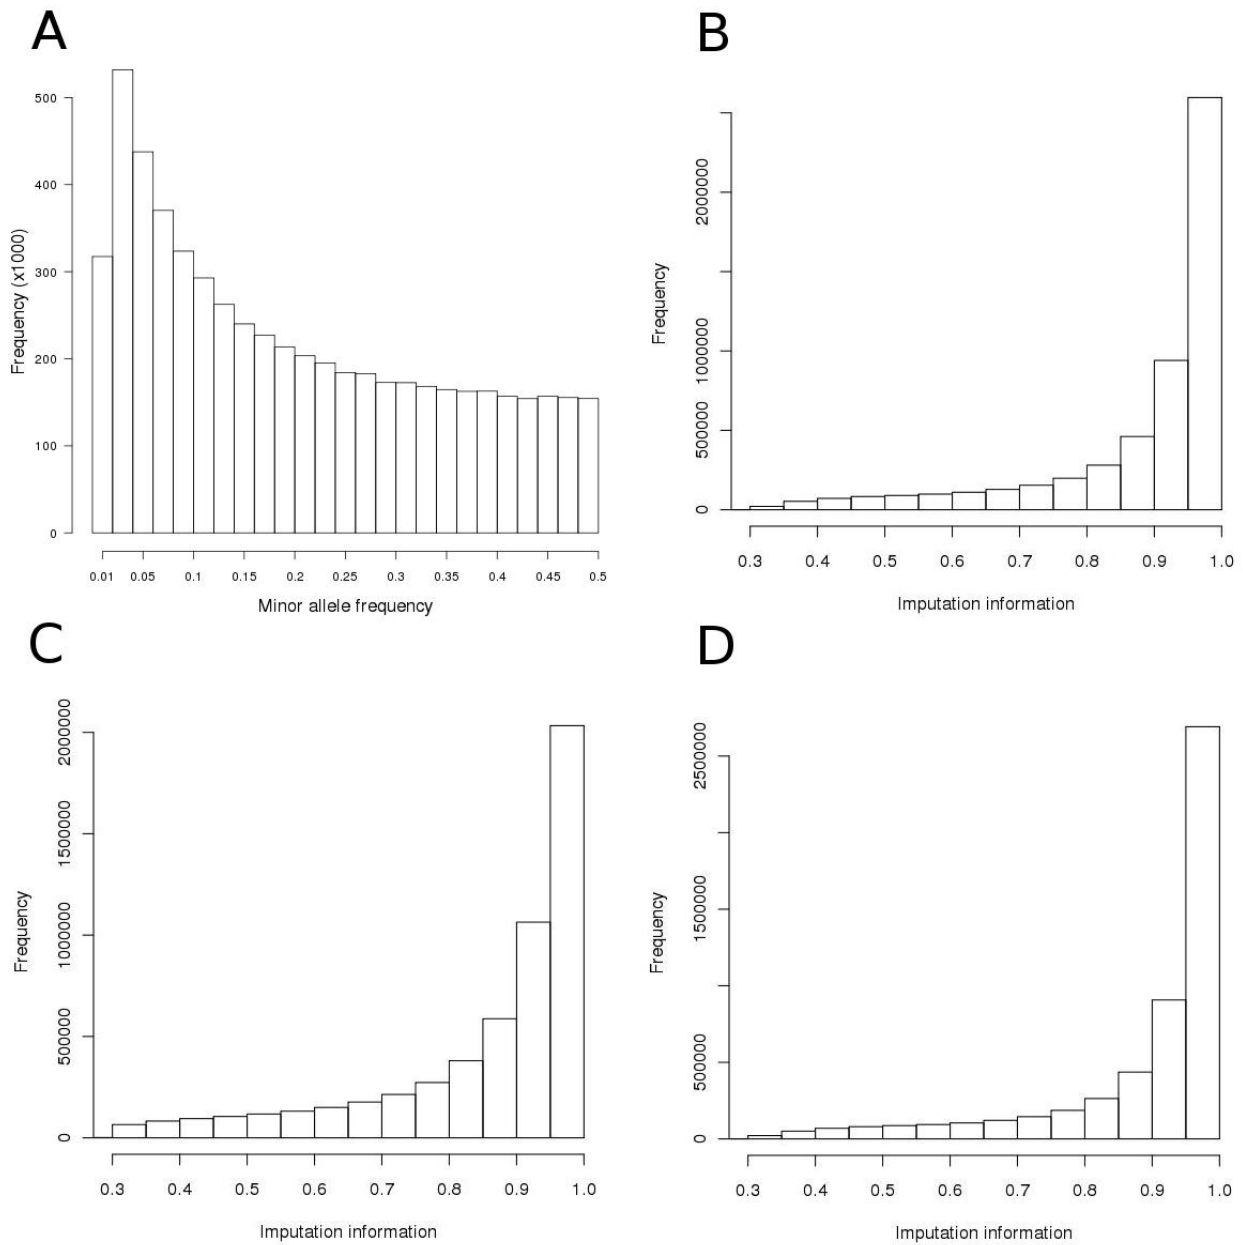 A
Frequency (x1000)
500
400
300
200
100
0
0.01 0.05 0.1 0.15 0.2 0.25 0.3 0.35 0.4 0.45 0.5
Minor allele frequency
B
Frequency
2000000
1000000
500000
0
0.3 0.4 0.5 0.6 0.7 0.8 0.9 1.0
Imputation information
C
Frequency
2000000
1500000
1000000
500000
0
0.3 0.4 0.5 0.6 0.7 0.8 0.9 1.0
Imputation information
D
Frequency
2500000
1500000
500000
0
0.3 0.4 0.5 0.6 0.7 0.8 0.9 1.0
Imputation information